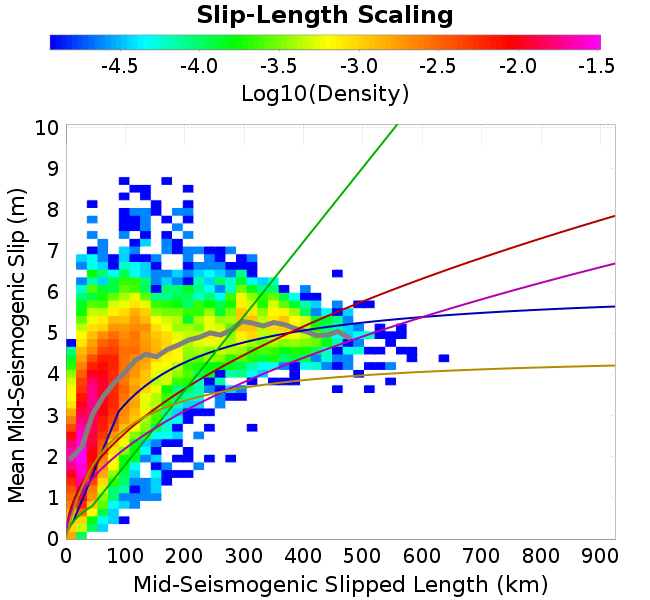 Slip-Length Scaling
-4.5 -4.0 -3.5 -3.0 -2.5 -2.0 -1.5
Log10(Density)
10
9
8
7
6
5
4
3
2
1
0
Mean Mid-Seismogenic Slip (m)
0 100 200 300 400 500 600 700 800 900
Mid-Seismogenic Slipped Length (km)